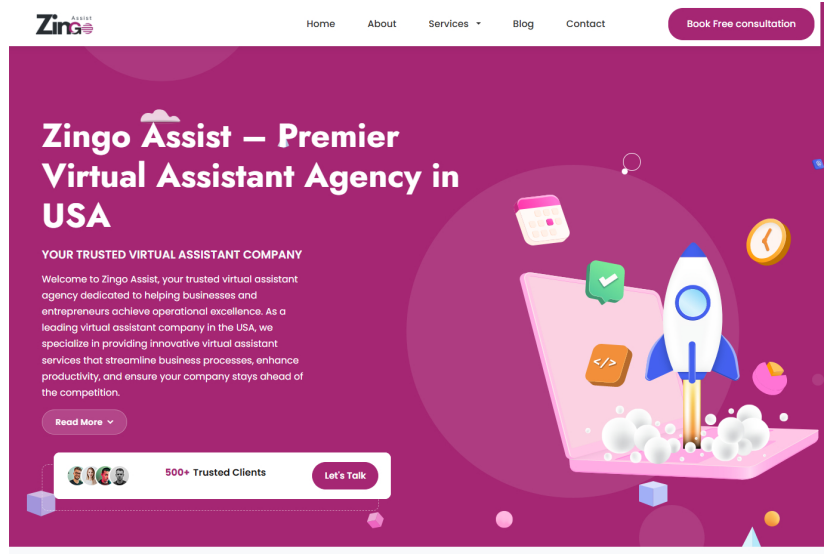 Zingo Assist
Home
About
Services
Blog
Contact
Book Free consultation
Zingo Assist – Premier
Virtual Assistant Agency in
USA
YOUR TRUSTED VIRTUAL ASSISTANT COMPANY
Welcome to Zingo Assist, your trusted virtual assistant
agency dedicated to helping businesses and
entrepreneurs achieve operational excellence. As a
leading virtual assistant company in the USA, we
specialize in providing innovative virtual assistant
services that streamline business processes, enhance
productivity, and ensure your company stays ahead of
the competition.
Read More
500+ Trusted Clients
Let's Talk